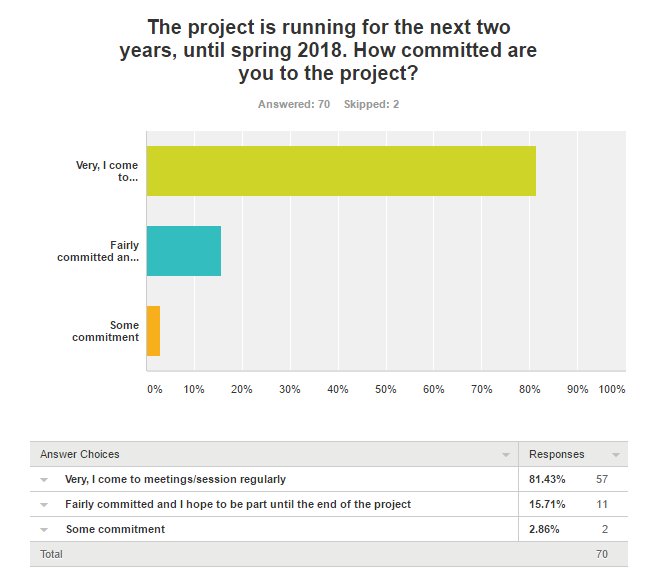 The project is running for the next two
years, until spring 2018. How committed are
you to the project?
Answered: 70 Skipped: 2
Very, I come
to...
Fairly
committed an...
Some
commitment
0% 10% 20% 30% 40% 50% 60% 70% 80% 90% 100%
Answer Choices Responses
Very, I come to meetings/session regularly 81.43% 57
Fairly committed and I hope to be part until the end of the project 15.71% 11
Some commitment 2.86% 2
Total 70